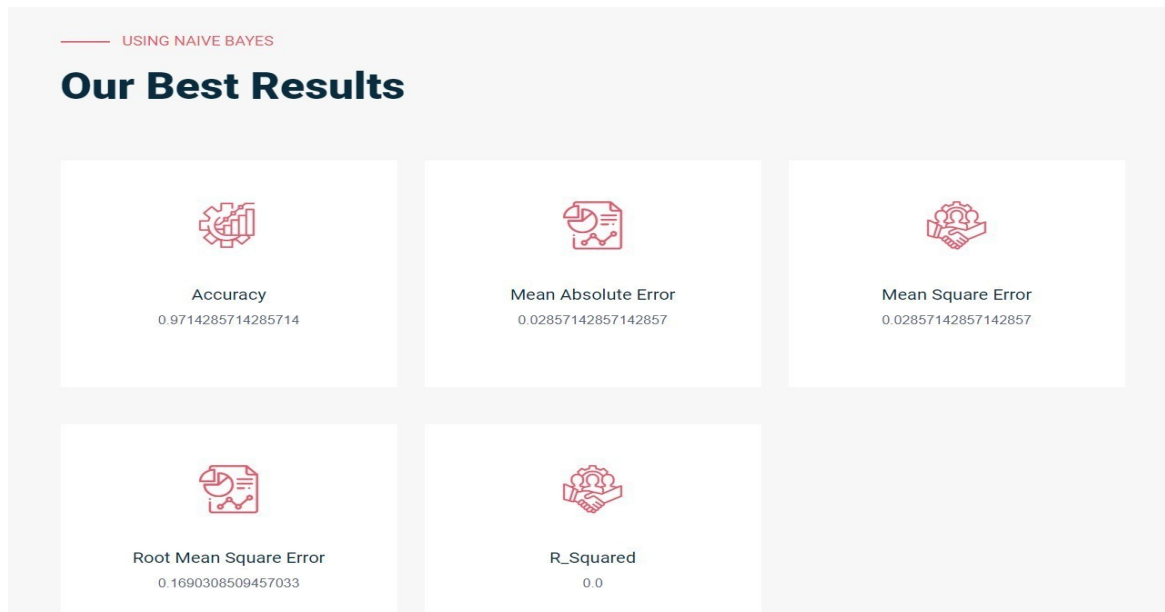 USING NAIVE BAYES
Our Best Results
Accuracy
0.9714285714285714
Mean Absolute Error
0.02857142857142857
Mean Square Error
0.02857142857142857
Root Mean Square Error
0.1690308509457033
R_Squared
0.0